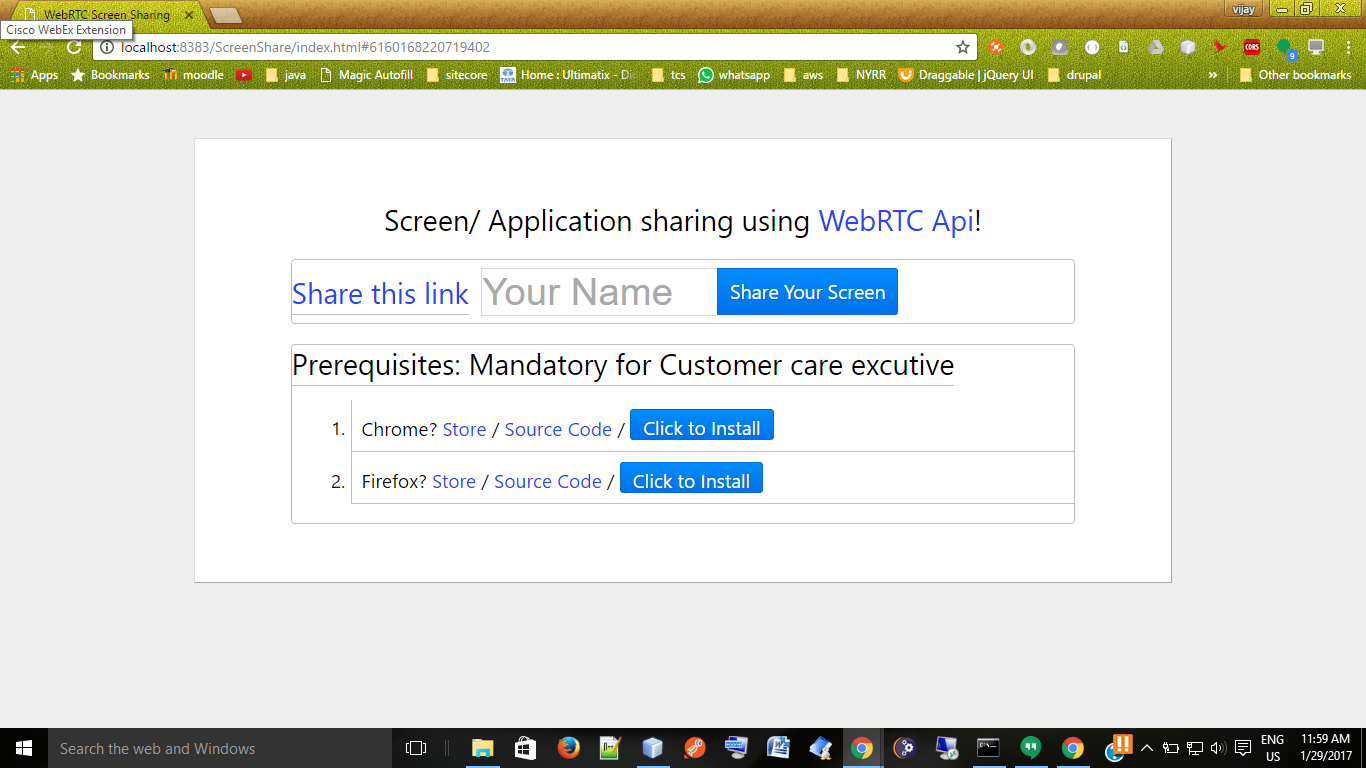 WebRTC Screen Sharing
vijay
Cisco WebEx Extension
localhost:8383/ScreenShare/index.html#6160168220719402
CORS
9
Apps Bookmarks moodle java Magic Autofill sitecore Home : Ultimatix - Di tcs whatsapp aws NYRR Draggable | jQuery UI drupal » Other bookmarks
Screen/ Application sharing using WebRTC Api!
Share this link Your Name Share Your Screen
Prerequisites: Mandatory for Customer care excutive
1. Chrome? Store / Source Code / Click to Install
2. Firefox? Store / Source Code / Click to Install
Search the web and Windows
ENG
US
11:59 AM
1/29/2017